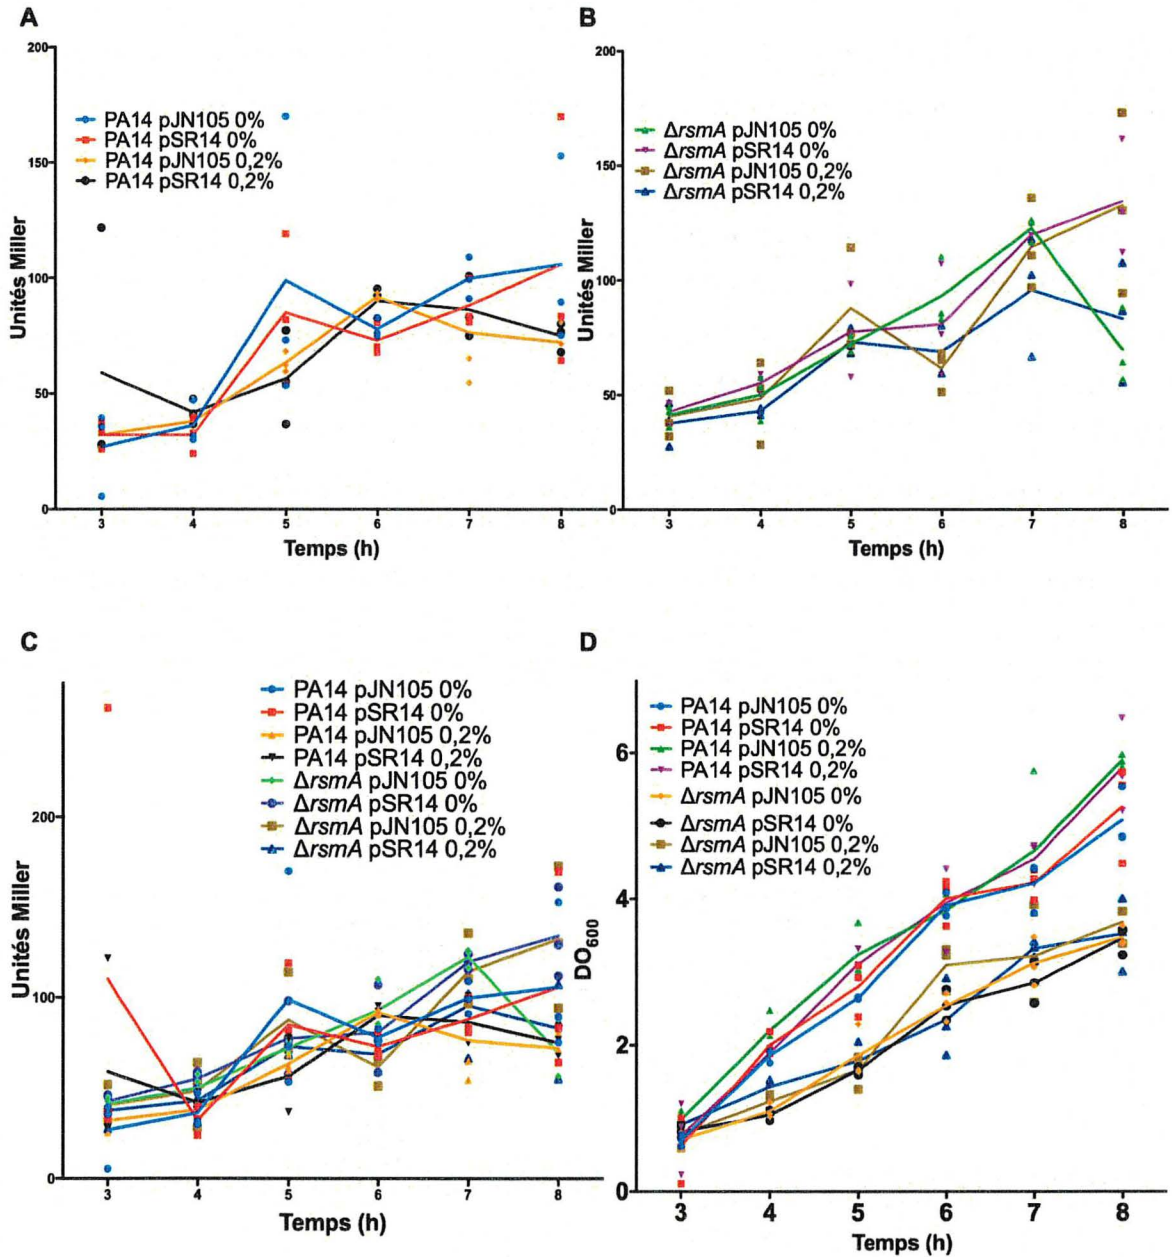 A
200
150
100
50
0
Unités Miller
PA14 pJN105 0%
PA14 pSR14 0%
PA14 pJN105 0,2%
PA14 pSR14 0,2%
3 4 5 6 7 8
Temps (h)
B
200
150
100
50
0
Unités Miller
ΔrsmA pJN105 0%
ΔrsmA pSR14 0%
ΔrsmA pJN105 0,2%
ΔrsmA pSR14 0,2%
3 4 5 6 7 8
Temps (h)
C
200
100
0
Unités Miller
PA14 pJN105 0%
PA14 pSR14 0%
PA14 pJN105 0,2%
PA14 pSR14 0,2%
ΔrsmA pJN105 0%
ΔrsmA pSR14 0%
ΔrsmA pJN105 0,2%
ΔrsmA pSR14 0,2%
3 4 5 6 7 8
Temps (h)
D
6
4
2
0
DO600
PA14 pJN105 0%
PA14 pSR14 0%
PA14 pJN105 0,2%
PA14 pSR14 0,2%
ΔrsmA pJN105 0%
ΔrsmA pSR14 0%
ΔrsmA pJN105 0,2%
ΔrsmA pSR14 0,2%
3 4 5 6 7 8
Temps (h)